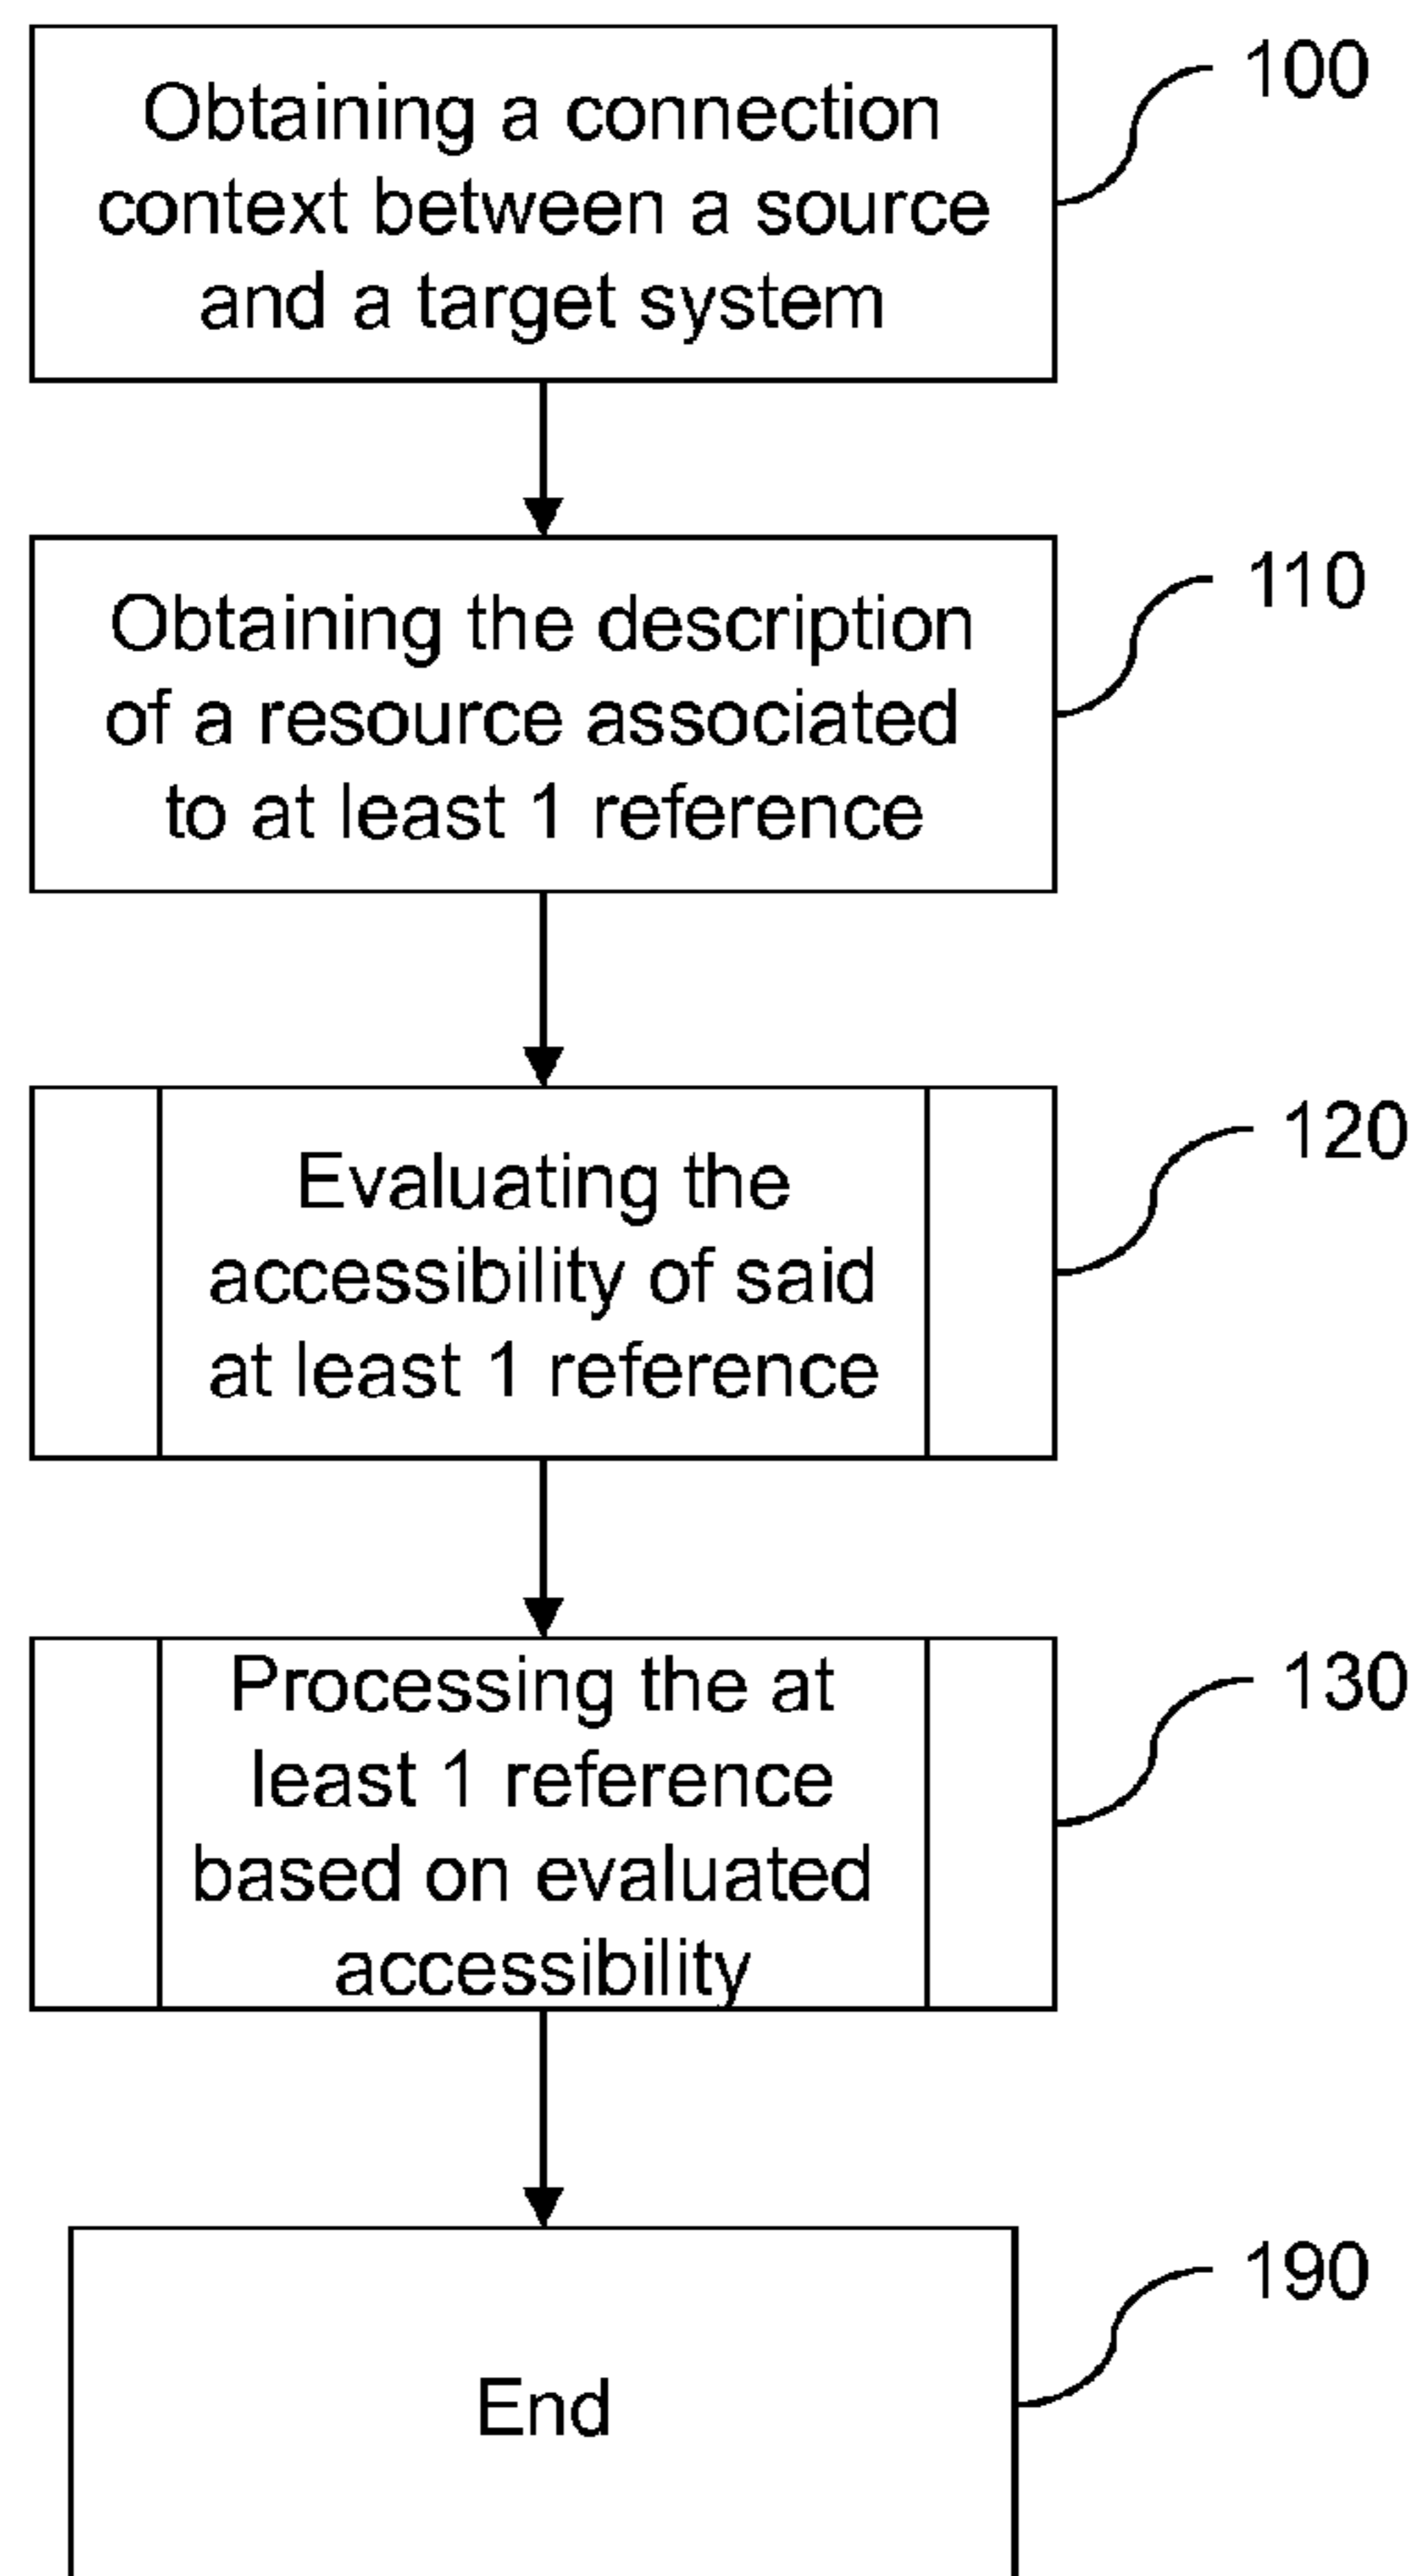 Obtaining a connection
context between a source
and a target system
100
Obtaining the description
of a resource associated
to at least 1 reference
110
Evaluating the
accessibility of said
at least 1 reference
120
Processing the at
least 1 reference
based on evaluated
accessibility
130
End
190